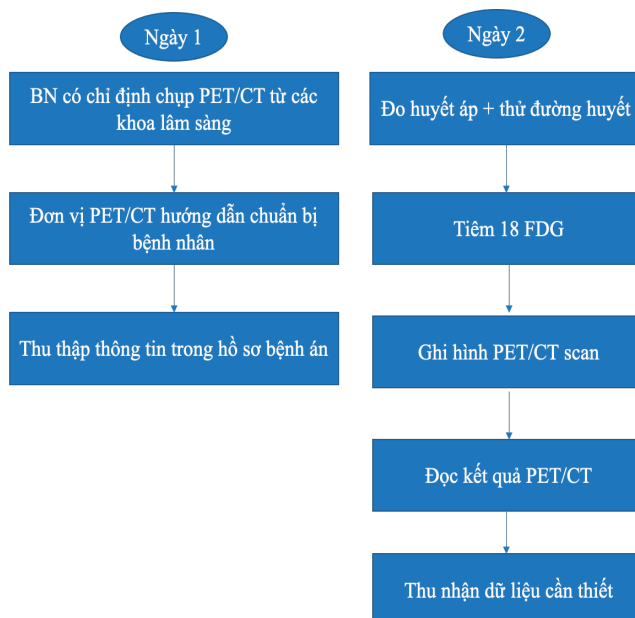 Ngày 1
BN có chỉ định chụp PET/CT từ các
khoa lâm sàng
Đơn vị PET/CT hướng dẫn chuẩn bị
bệnh nhân
Thu thập thông tin trong hồ sơ bệnh án
Ngày 2
Đo huyết áp + thử đường huyết
Tiêm 18 FDG
Ghi hình PET/CT scan
Đọc kết quả PET/CT
Thu nhận dữ liệu cần thiết